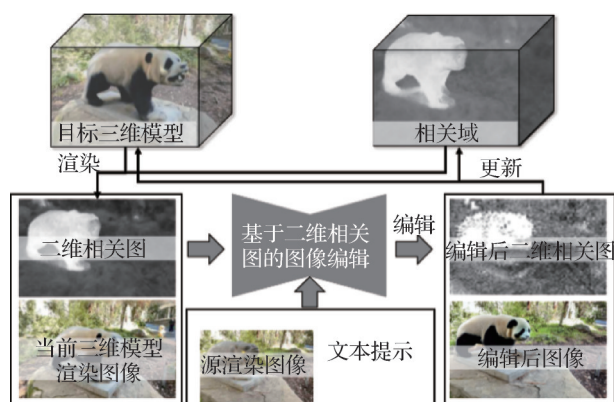 目标三维模型
相关域
渲染
更新
二维相关图
基于二维相关
图的图像编辑
编辑
编辑后二维相关图
当前三维模型
渲染图像
源渲染图像
文本提示
编辑后图像